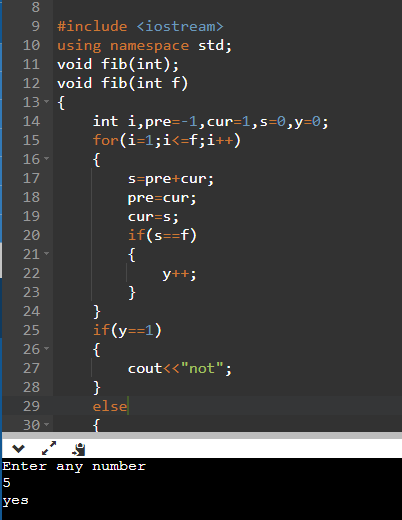 8
9 #include <iostream>
10 using namespace std;
11 void fib(int);
12 void fib(int f)
13 {
14 int i,pre=-1,cur=1,s=0,y=0;
15 for(i=1;i<=f;i++)
16 {
17 s=pre+cur;
18 pre=cur;
19 cur=s;
20 if(s==f)
21 {
22 y++;
23 }
24 }
25 if(y==1)
26 {
27 cout<<"not";
28 }
29 else
30 {
Enter any number
5
yes